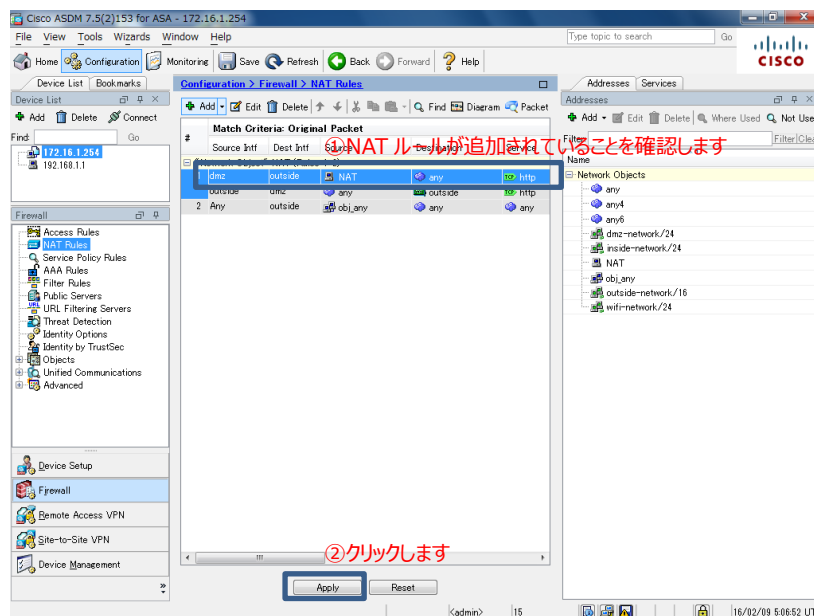 Cisco ASDM 7.5(2)153 for ASA - 172.16.1.254
File View Tools Wizards Window Help
Type topic to search Go
Home Configuration Monitoring Save Refresh Back Forward Help
CISCO
Device List Bookmarks
Device List
Add Delete Connect
Find: Go
172.16.1.254
192.168.1.1
Firewall
Access Rules
NAT Rules
Service Policy Rules
AAA Rules
Filter Rules
Public Servers
URL Filtering Servers
Threat Detection
Identity Options
Identity by TrustSec
Objects
Unified Communications
Advanced
Device Setup
Firewall
Remote Access VPN
Site-to-Site VPN
Device Management
Configuration > Firewall > NAT Rules
Add Edit Delete Find Diagram Packet
# Match Criteria: Original Packet
Source Intf Dest Intf Source Destination Service
①NAT ルールが追加されていることを確認します
"Network Object" NAT (Rules 1-2)
1 dmz outside NAT any http
outside dmz any outside http
2 Any outside obj_any any any
②クリックします
Apply Reset
Addresses Services
Addresses
Add Edit Delete Where Used Not Use
Filter: Filter Clea
Name
Network Objects
any
any4
any6
dmz-network/24
inside-network/24
NAT
obj_any
outside-network/16
wifi-network/24
<admin> 15 16/02/09 5:06:52 UT